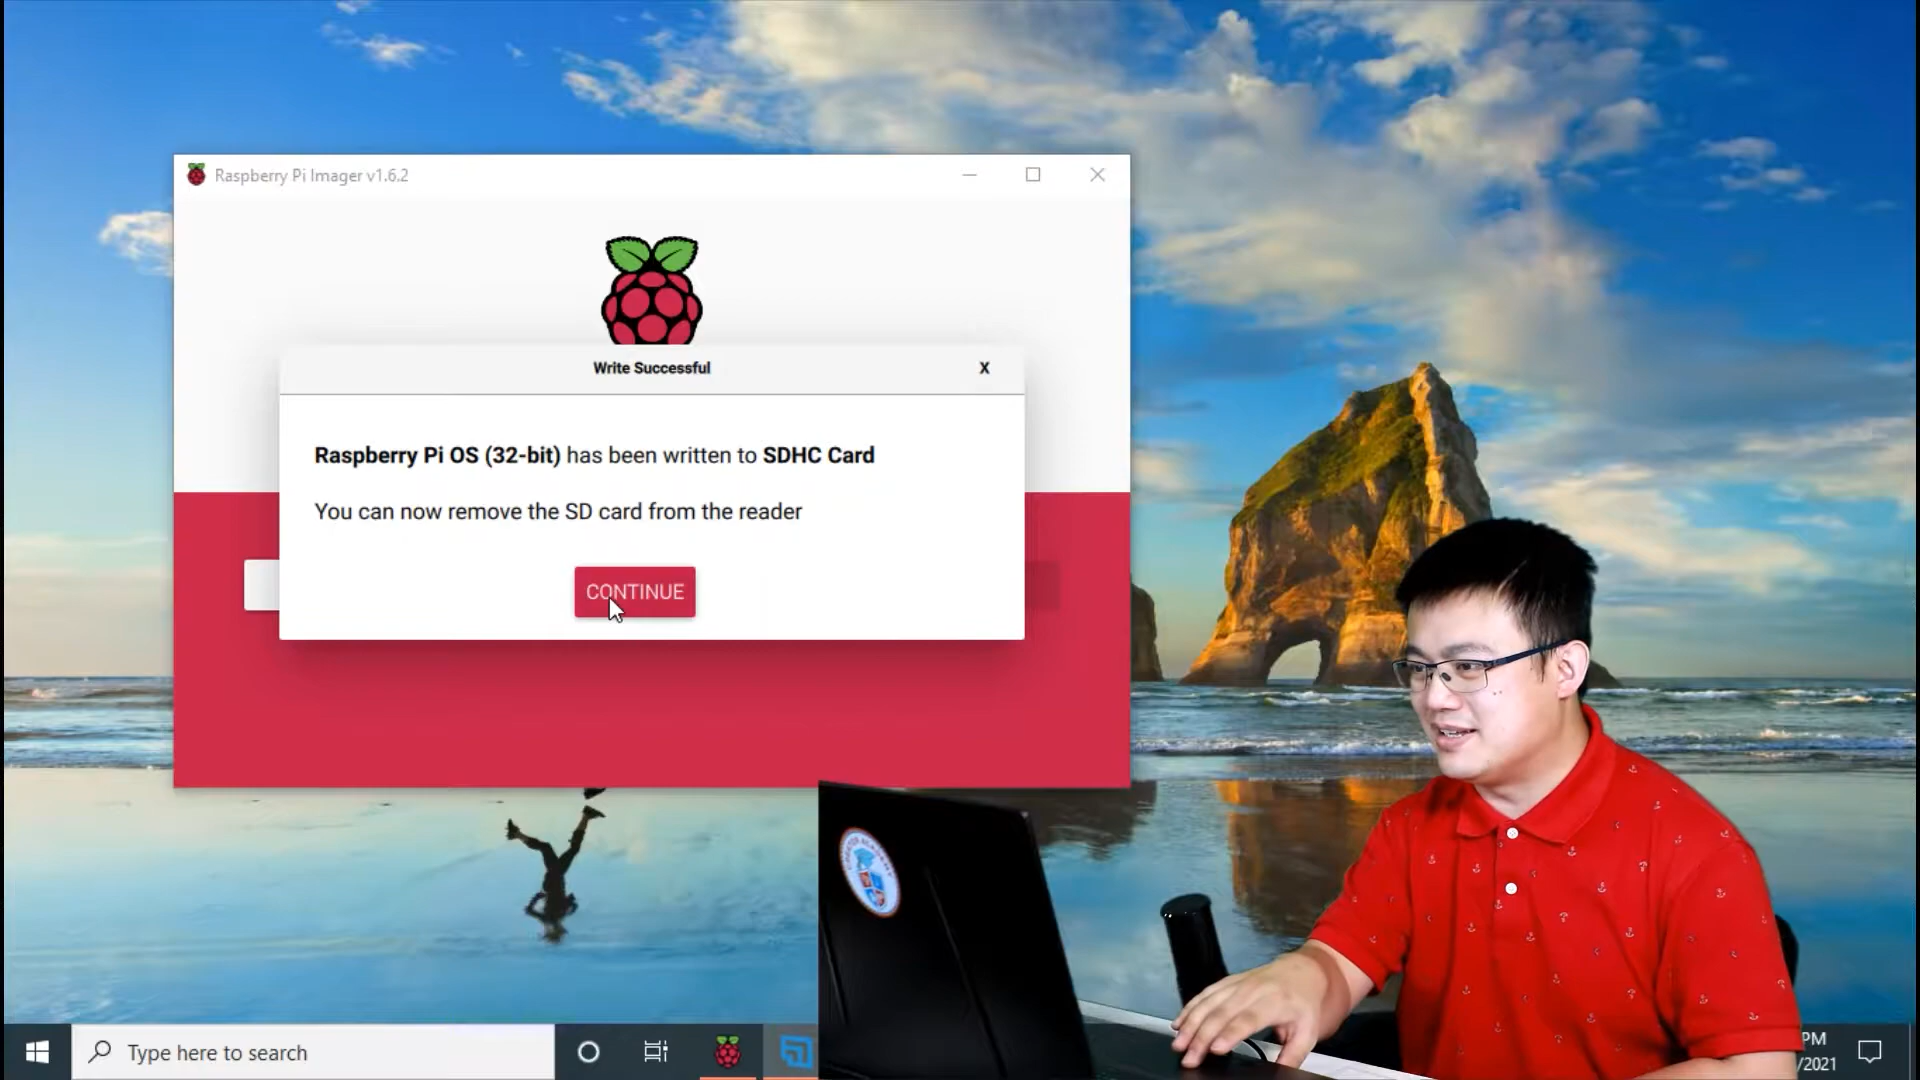 Raspberry Pi Imager v1.6.2
Write Successful
X
Raspberry Pi OS (32-bit) has been written to SDHC Card
You can now remove the SD card from the reader
CONTINUE
Type here to search
PM
/2021